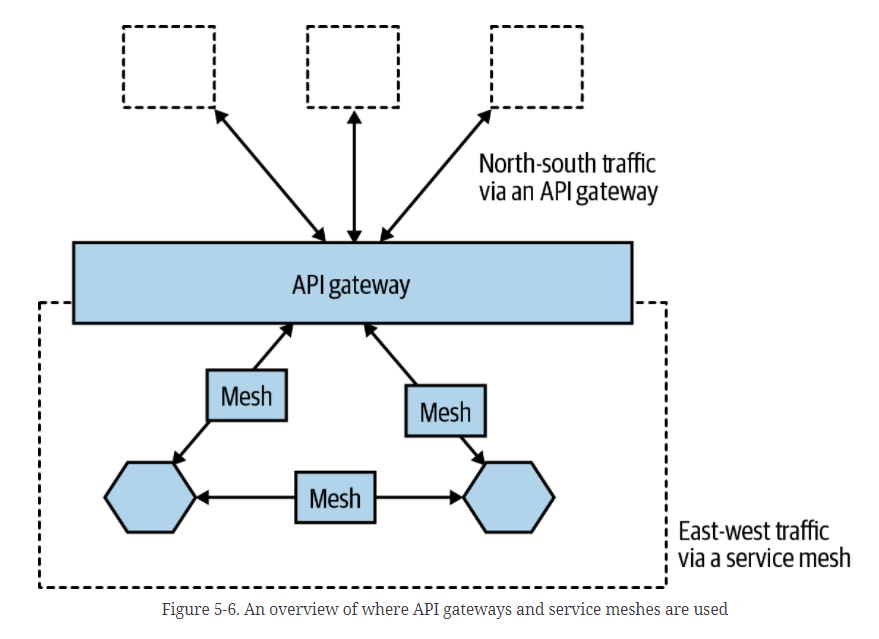 North-south traffic
via an API gateway
API gateway
Mesh
Mesh
Mesh
East-west traffic
via a service mesh
Figure 5-6. An overview of where API gateways and service meshes are used